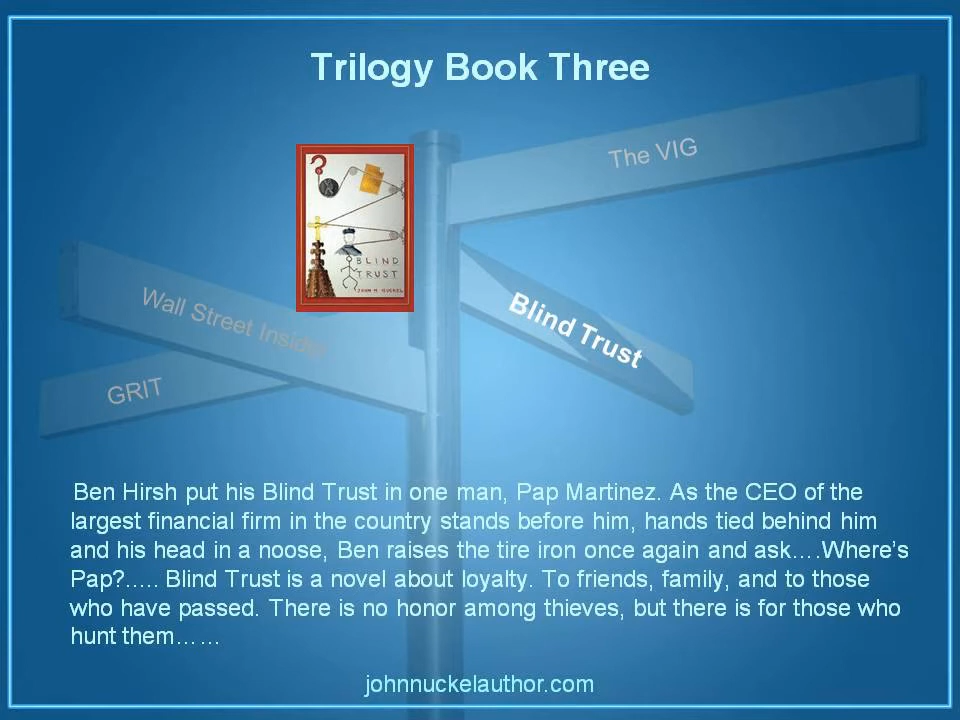 Trilogy Book Three
The VIG
?
BLIND
TRUST
JOHN M. NUCKEL
Wall Street Insider
Blind Trust
GRIT
Ben Hirsh put his Blind Trust in one man, Pap Martinez. As the CEO of the
largest financial firm in the country stands before him, hands tied behind him
and his head in a noose, Ben raises the tire iron once again and ask….Where’s
Pap?..... Blind Trust is a novel about loyalty. To friends, family, and to those
who have passed. There is no honor among thieves, but there is for those who
hunt them……
johnnuckelauthor.com